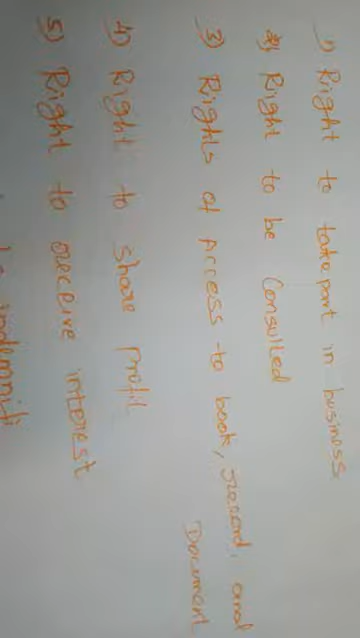 1) Right to take part in business
2) Right to be Consulted
3) Rights of Access to book, record, and
Document
4) Right to share Profit
5) Right to receive interest